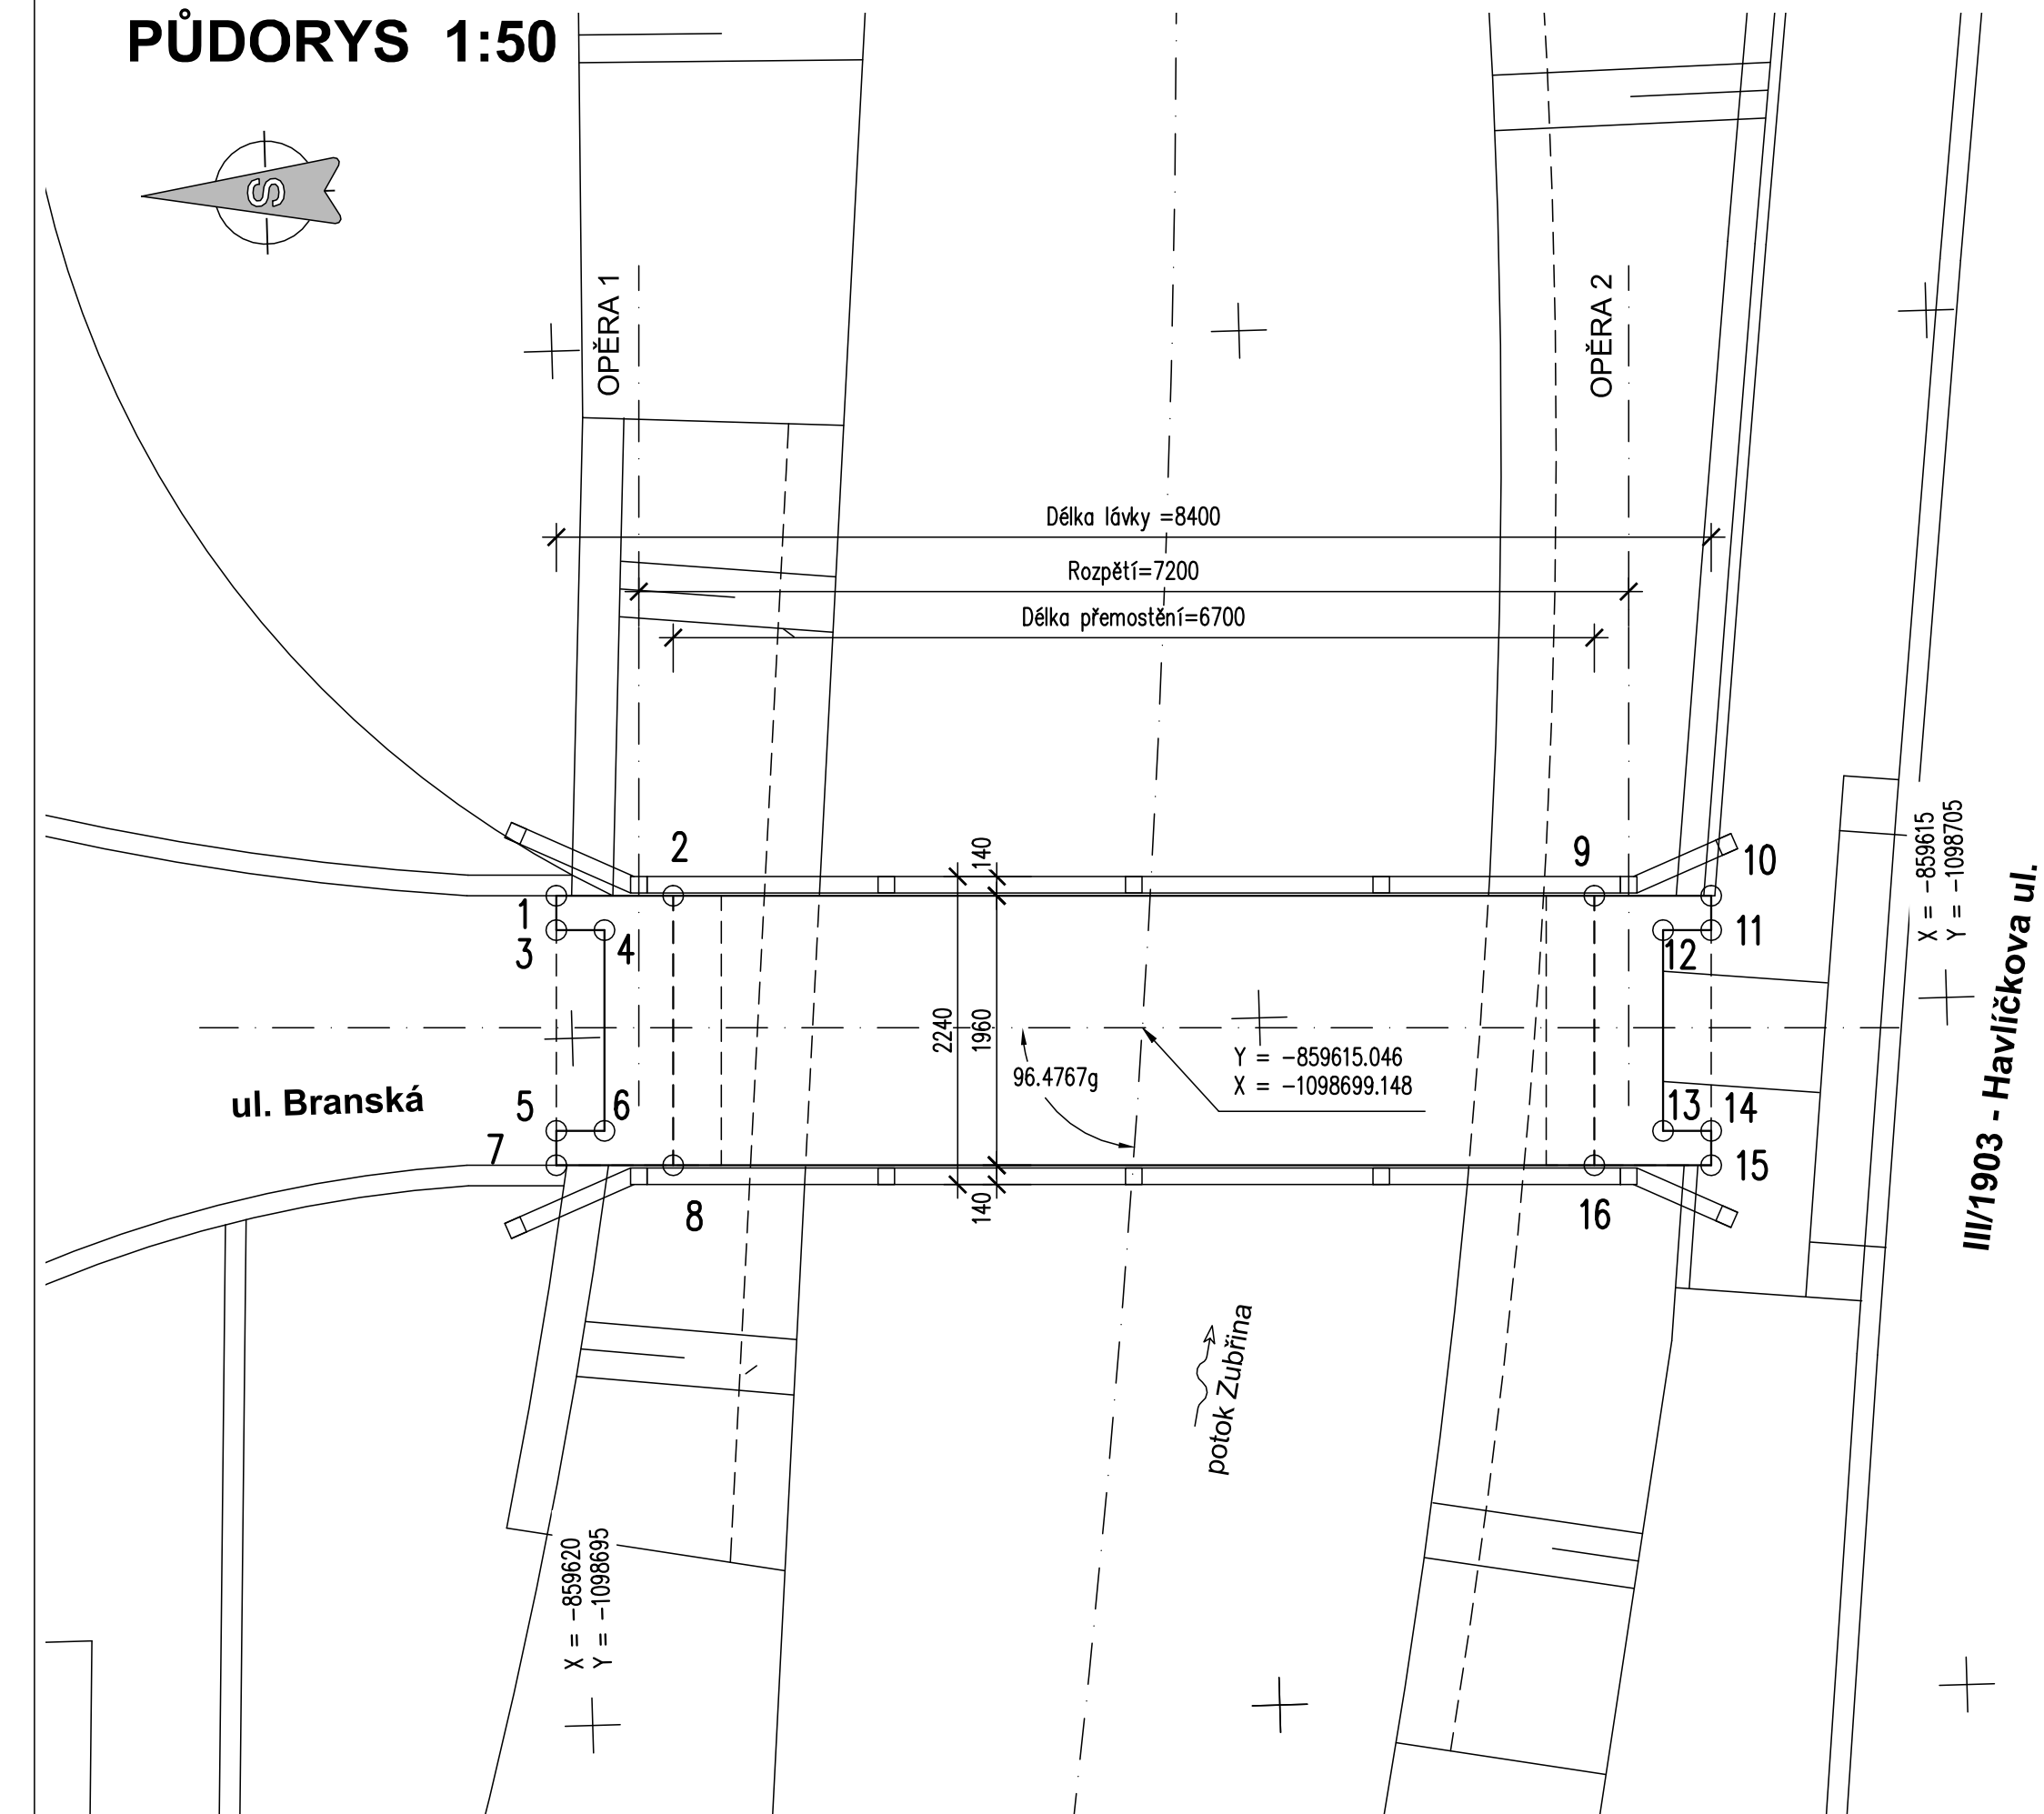 PŮDORYS 1:50
S
OPĚRA 1
OPĚRA 2
Délka lávky =8400
Rozpětí=7200
Délka přemostění=6700
2
140
9
10
1
3
4
12
11
X = -859615
Y = -1098705
2240
1960
96.4767g
Y = -859615.046
X = -1098699.148
ul. Branská
5
6
7
13
14
15
8
140
16
III/1903 - Havlíčkova ul.
potok Zubřina
X = -859620
Y = -1098695